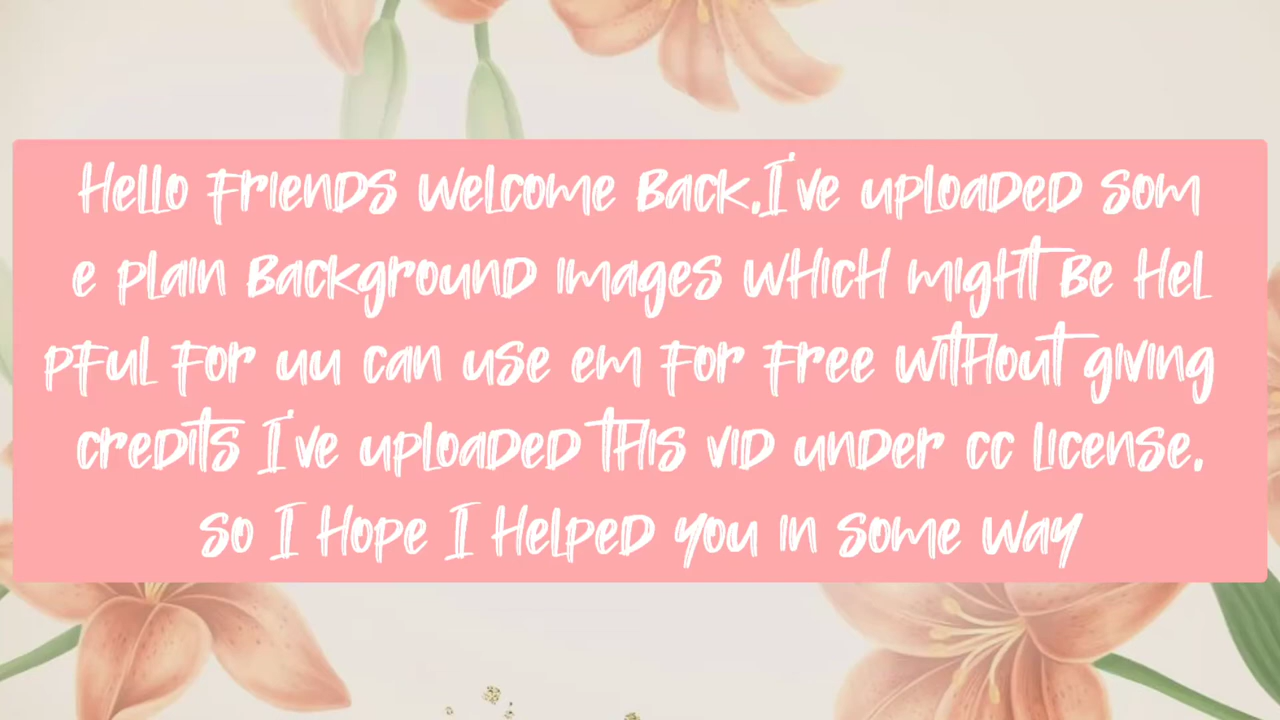 Hello Friends welcome Back,I've uploaded som
e plain Background images which might Be Hel
pful for uu can use em for free without giving
credits I've uploaded this vid under cc license.
so I Hope I Helped you in some way